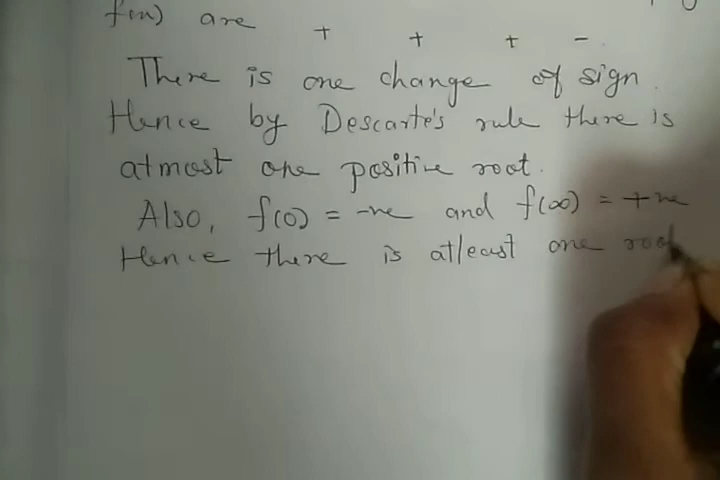 f(n) are + + + -
There is one change of sign.
Hence by Descarte's rule there is
atmost one positive root.
Also, f(0) = -ve and f(∞) = +ve
Hence there is atleast one root